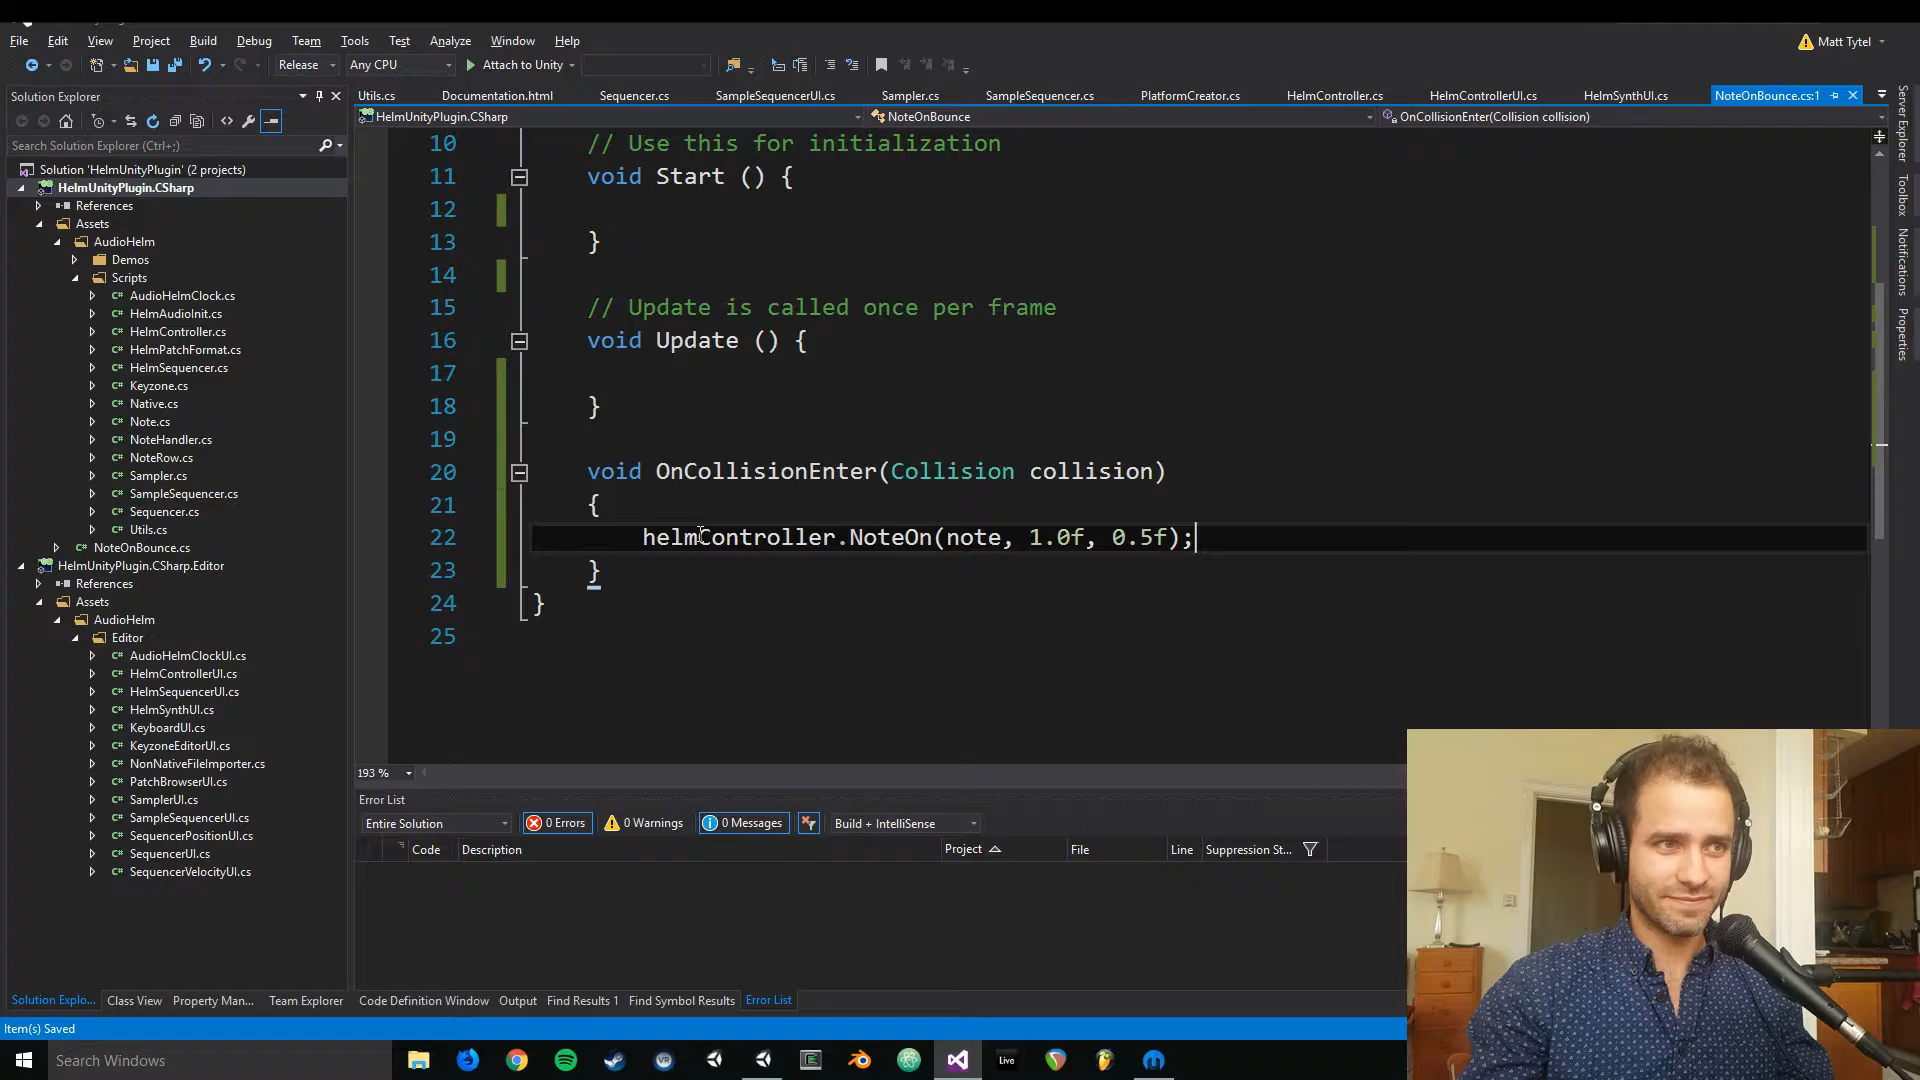 File Edit View Project Build Debug Team Tools Test Analyze Window Help
Matt Tytel
Release Any CPU Attach to Unity
Solution Explorer
Utils.cs Documentation.html Sequencer.cs SampleSequencerUI.cs Sampler.cs SampleSequencer.cs PlatformCreator.cs HelmController.cs HelmControllerUI.cs HelmSynthUI.cs NoteOnBounce.cs:1
HelmUnityPlugin.CSharp NoteOnBounce OnCollisionEnter(Collision collision)
Search Solution Explorer (Ctrl+;)
Solution 'HelmUnityPlugin' (2 projects)
HelmUnityPlugin.CSharp
References
Assets
AudioHelm
Demos
Scripts
AudioHelmClock.cs
HelmAudioInit.cs
HelmController.cs
HelmPatchFormat.cs
HelmSequencer.cs
Keyzone.cs
Native.cs
Note.cs
NoteHandler.cs
NoteRow.cs
Sampler.cs
SampleSequencer.cs
Sequencer.cs
Utils.cs
NoteOnBounce.cs
HelmUnityPlugin.CSharp.Editor
References
Assets
AudioHelm
Editor
AudioHelmClockUI.cs
HelmControllerUI.cs
HelmSequencerUI.cs
HelmSynthUI.cs
KeyboardUI.cs
KeyzoneEditorUI.cs
NonNativeFileImporter.cs
PatchBrowserUI.cs
SamplerUI.cs
SampleSequencerUI.cs
SequencerPositionUI.cs
SequencerUI.cs
SequencerVelocityUI.cs
10 // Use this for initialization
11 void Start () {
12
13 }
14
15 // Update is called once per frame
16 void Update () {
17
18 }
19
20 void OnCollisionEnter(Collision collision)
21 {
22 helmController.NoteOn(note, 1.0f, 0.5f);
23 }
24 }
25
Server Explorer
Toolbox
Notifications
Properties
193 %
Error List
Entire Solution 0 Errors 0 Warnings 0 Messages Build + IntelliSense
Code Description Project File Line Suppression St...
Solution Explo... Class View Property Man... Team Explorer Code Definition Window Output Find Results 1 Find Symbol Results Error List
Item(s) Saved
Search Windows
Live